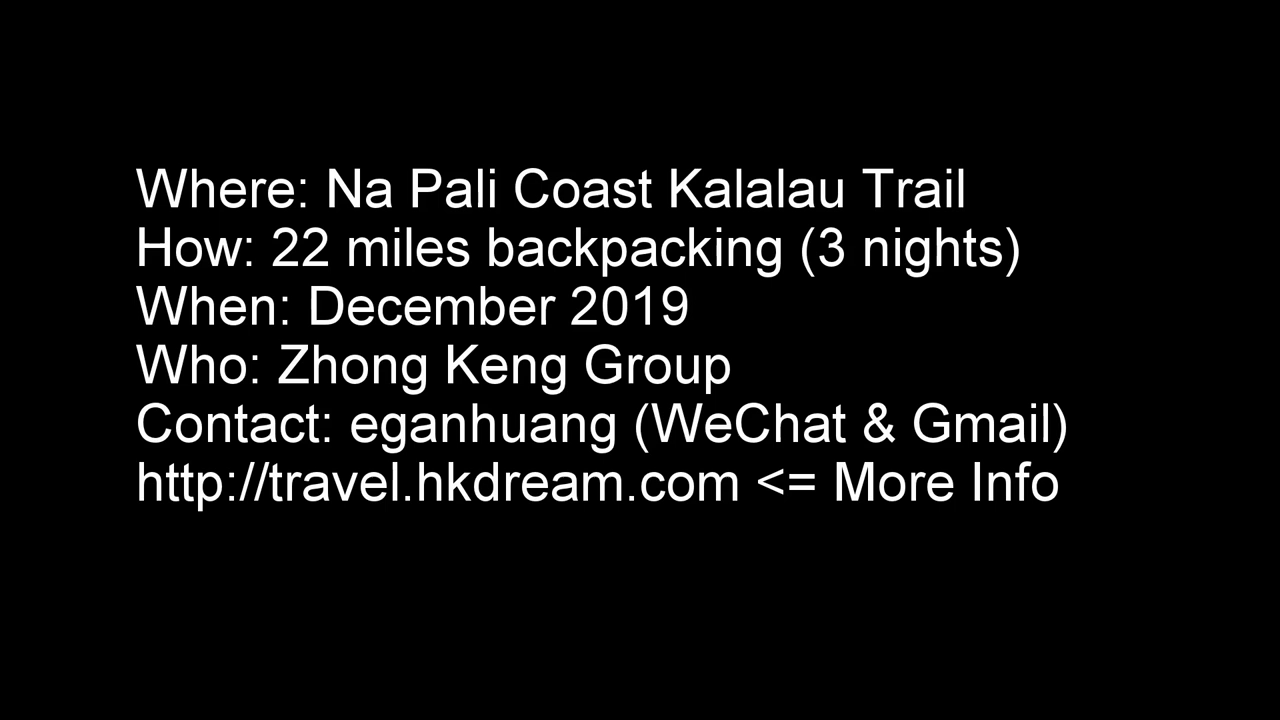 Where: Na Pali Coast Kalalau Trail
How: 22 miles backpacking (3 nights)
When: December 2019
Who: Zhong Keng Group
Contact: eganhuang (WeChat & Gmail)
http://travel.hkdream.com <= More Info